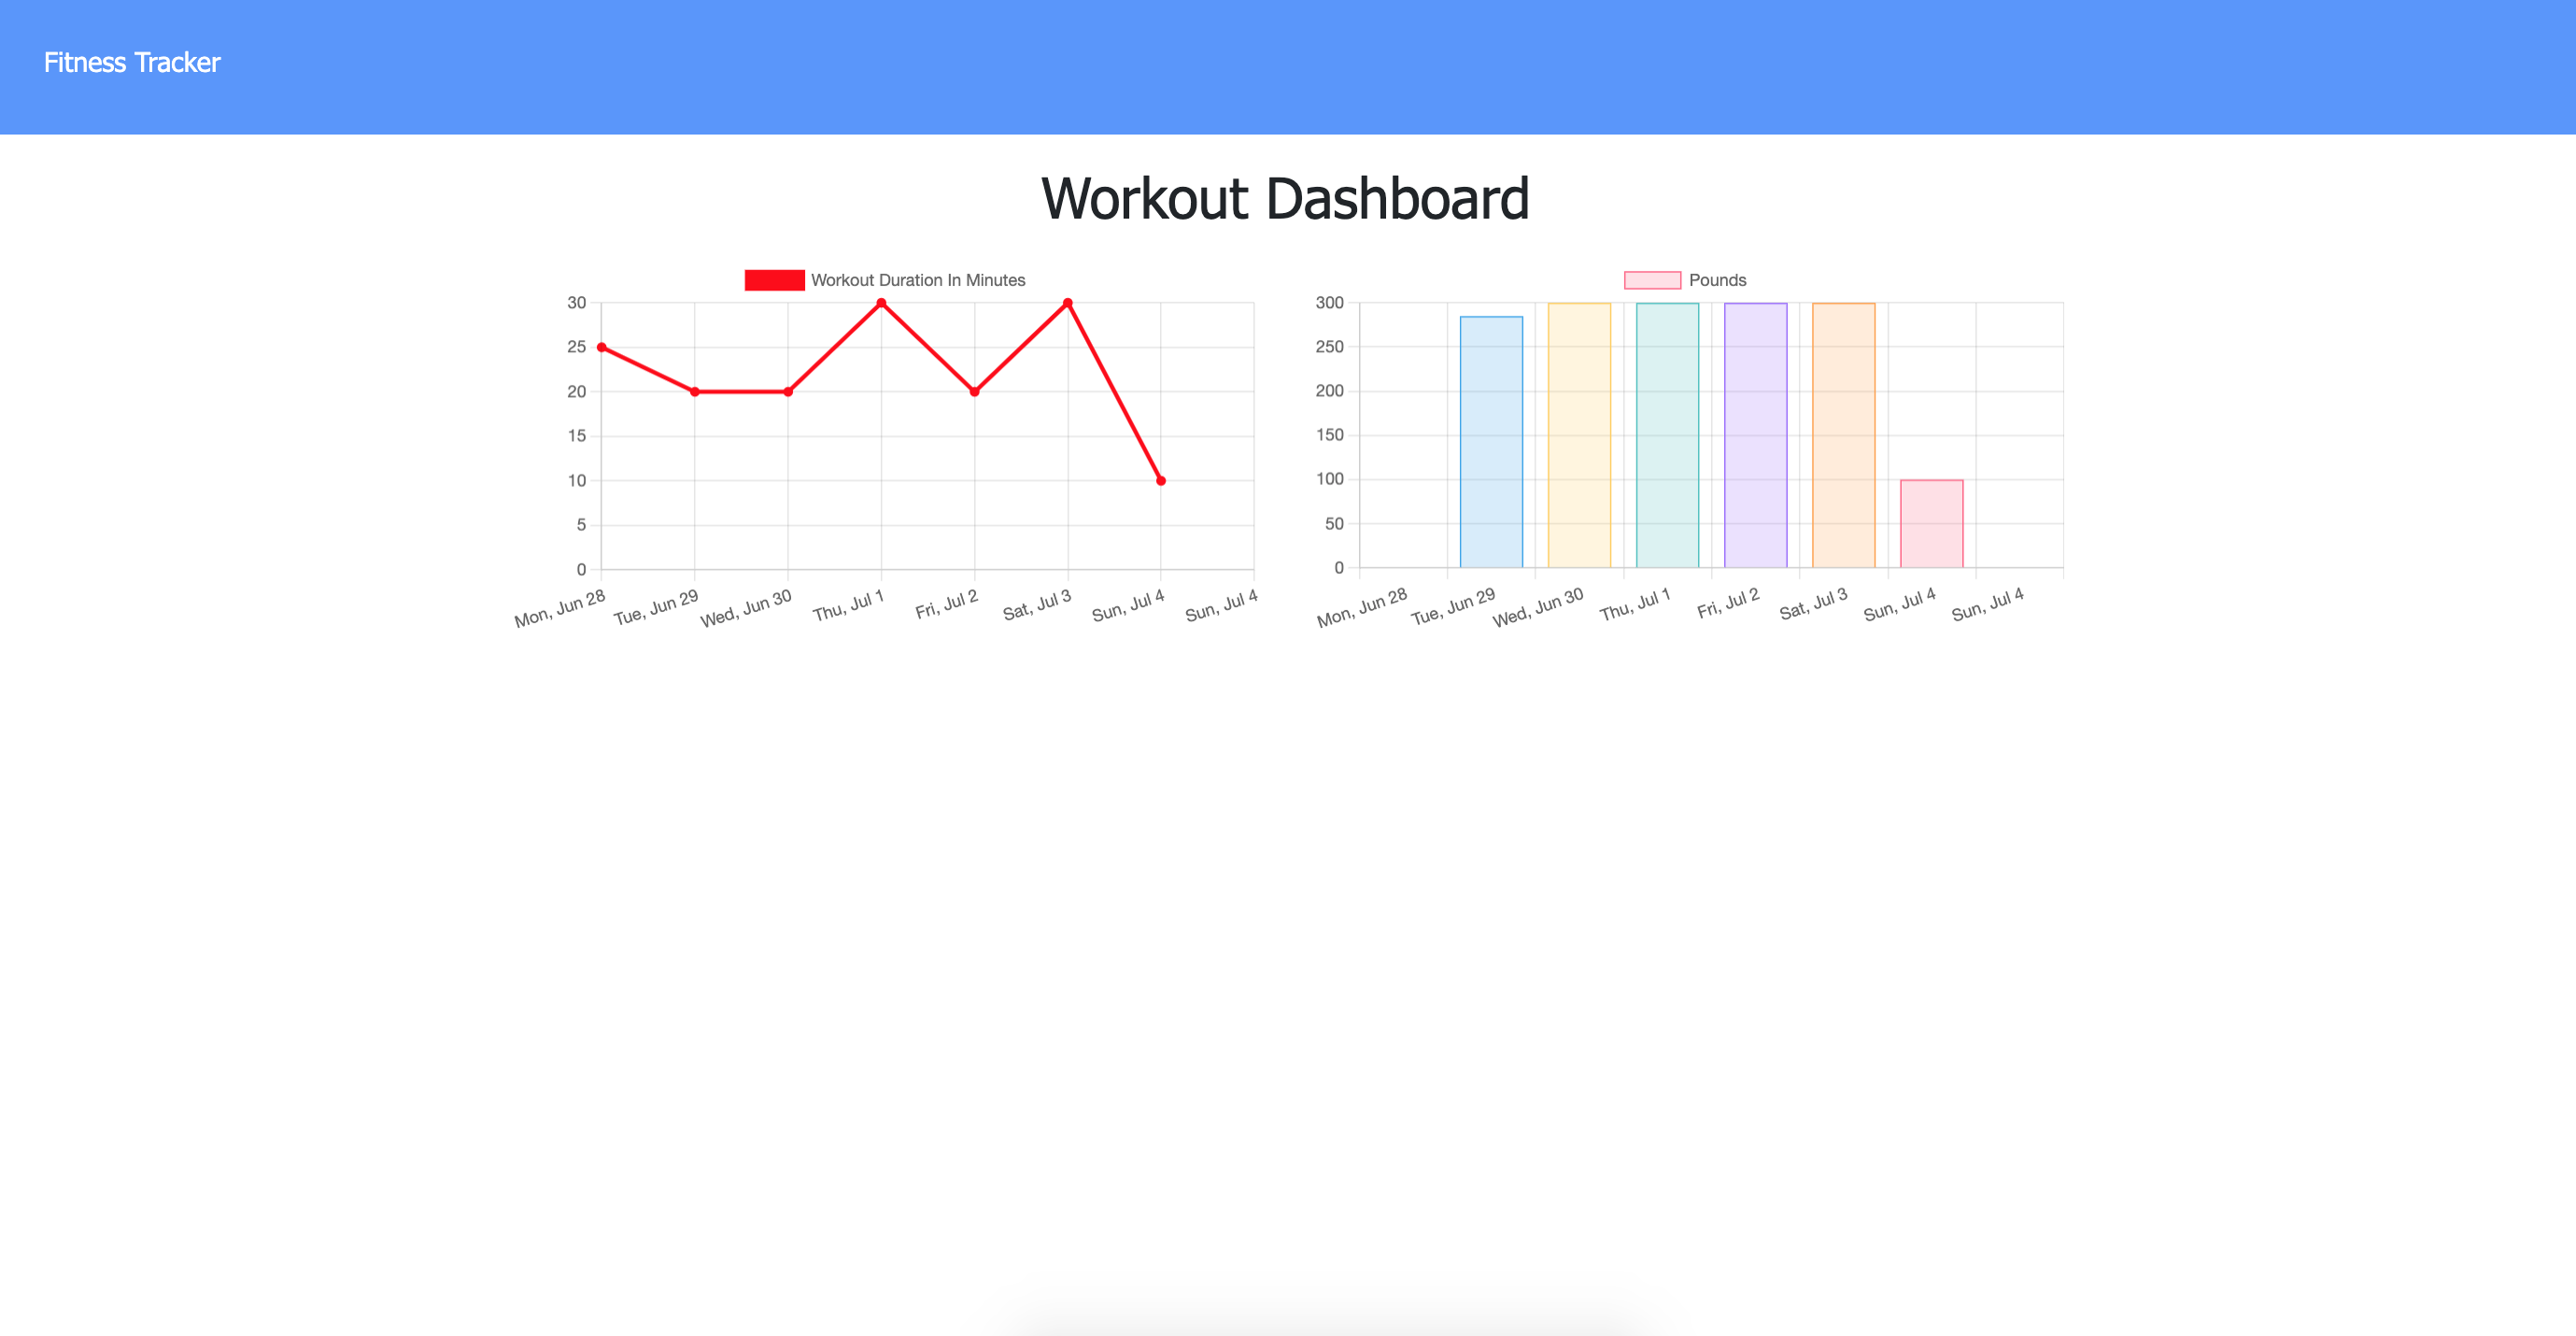 Fitness Tracker
Workout Dashboard
Workout Duration In Minutes
30
25
20
15
10
5
0
Mon, Jun 28
Tue, Jun 29
Wed, Jun 30
Thu, Jul 1
Fri, Jul 2
Sat, Jul 3
Sun, Jul 4
Sun, Jul 4
Pounds
300
250
200
150
100
50
0
Mon, Jun 28
Tue, Jun 29
Wed, Jun 30
Thu, Jul 1
Fri, Jul 2
Sat, Jul 3
Sun, Jul 4
Sun, Jul 4